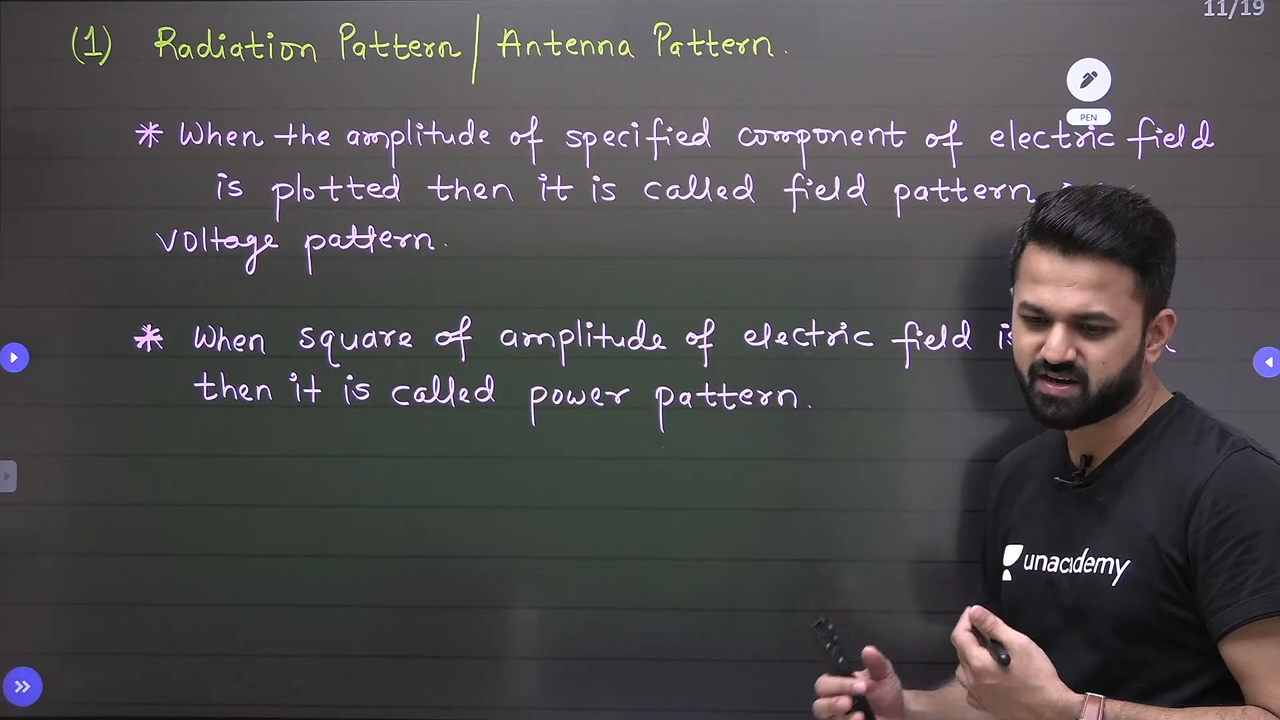 11/19
(1) Radiation Pattern / Antenna Pattern.
PEN
* When the amplitude of specified component of electric field
is plotted then it is called field pattern
voltage pattern.
* When square of amplitude of electric field
then it is called power pattern.
unacademy